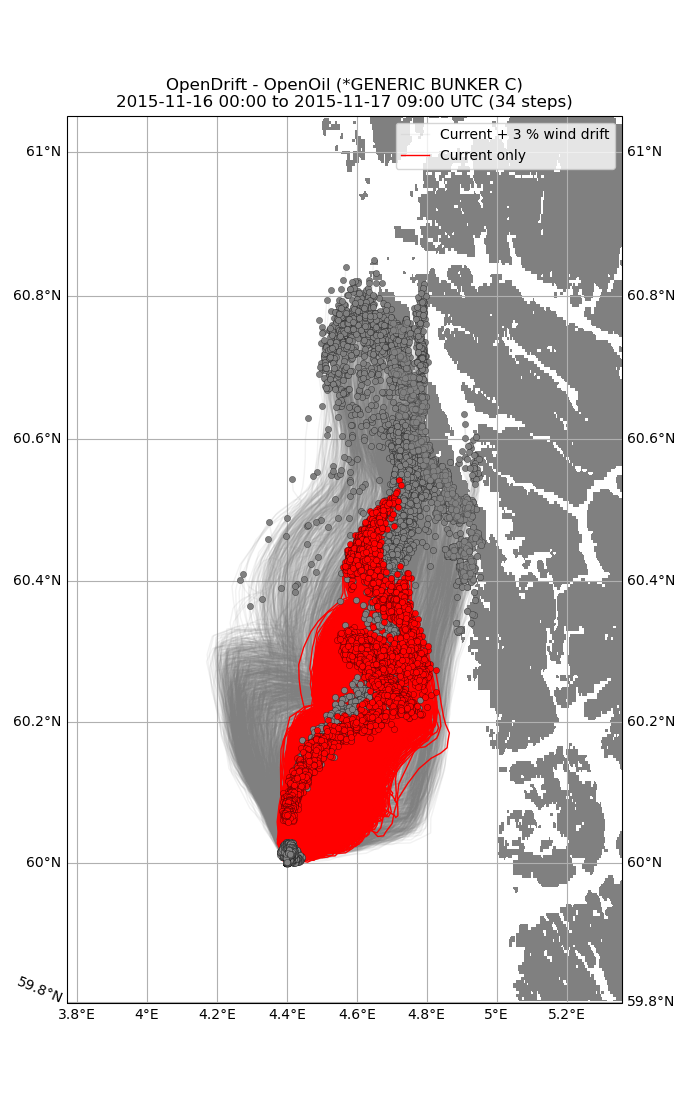 OpenDrift - OpenOil (*GENERIC BUNKER C)
2015-11-16 00:00 to 2015-11-17 09:00 UTC (34 steps)
Current + 3 % wind drift
Current only
61°N
61°N
60.8°N
60.8°N
60.6°N
60.6°N
60.4°N
60.4°N
60.2°N
60.2°N
60°N
60°N
59.8°N
59.8°N
3.8°E
4°E
4.2°E
4.4°E
4.6°E
4.8°E
5°E
5.2°E